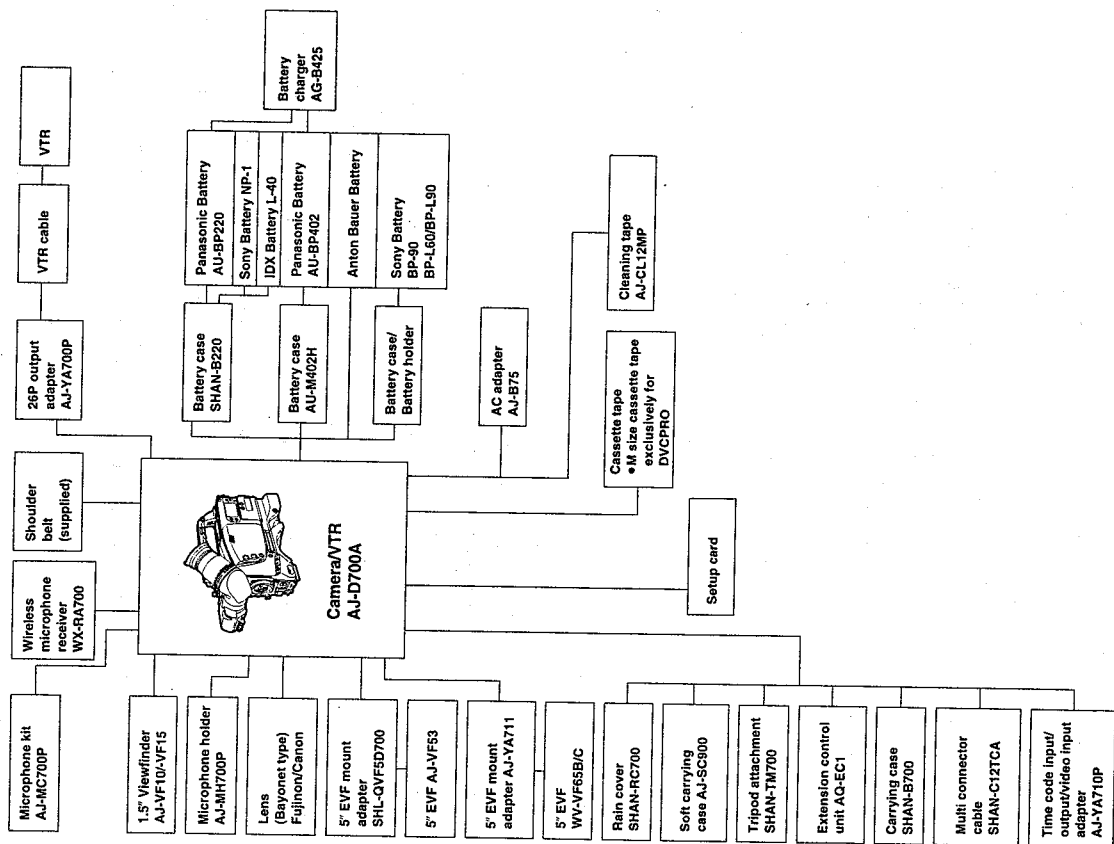 Microphone kit
AJ-MC700P
Wireless
microphone
receiver
WX-RA700
Shoulder
belt
(supplied)
26P output
adapter
AJ-YA700P
VTR cable
VTR
1.5" Viewfinder
AJ-VF10/-VF15
Microphone holder
AJ-MH700P
Lens
(Bayonet type)
Fujinon/Canon
5" EVF mount
adapter
SHL-QVF5D700
5" EVF AJ-VF53
5" EVF mount
adapter AJ-YA711
5" EVF
WV-VF65B/C
Rain cover
SHAN-RC700
Soft carrying
case AJ-SC900
Tripod attachment
SHAN-TM700
Extension control
unit AQ-EC1
Carrying case
SHAN-B700
Multi connector
cable
SHAN-C12TCA
Time code input/
output/video input
adapter
AJ-YA710P
Camera/VTR
AJ-D700A
Battery case
SHAN-B220
Battery case
AU-M402H
Battery case/
Battery holder
Panasonic Battery
AU-BP220
Sony Battery NP-1
IDX Battery L-40
Panasonic Battery
AU-BP402
Anton Bauer Battery
Sony Battery
BP-90
BP-L60/BP-L90
Battery
charger
AG-B425
AC adapter
AJ-B75
Cleaning tape
AJ-CL12MP
Cassette tape
●M size cassette tape
exclusively for
DVCPRO
Setup card